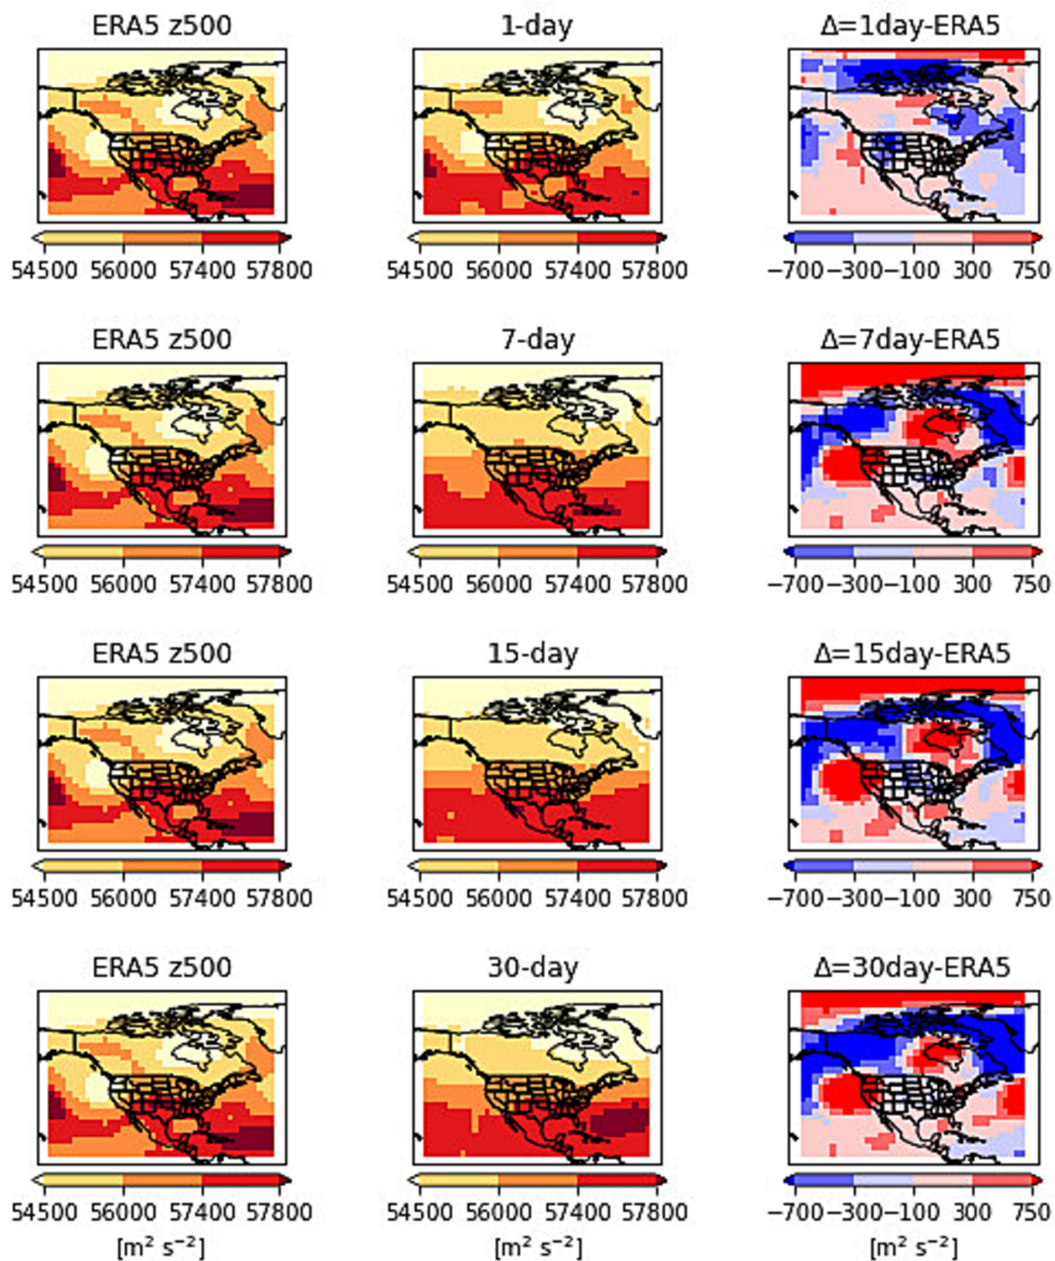 ERA5 z500 1-day Δ=1day-ERA5
54500 56000 57400 57800 54500 56000 57400 57800 −700 −300 −100 300 750
ERA5 z500 7-day Δ=7day-ERA5
54500 56000 57400 57800 54500 56000 57400 57800 −700 −300 −100 300 750
ERA5 z500 15-day Δ=15day-ERA5
54500 56000 57400 57800 54500 56000 57400 57800 −700 −300 −100 300 750
ERA5 z500 30-day Δ=30day-ERA5
54500 56000 57400 57800 54500 56000 57400 57800 −700 −300 −100 300 750
[m² s⁻²] [m² s⁻²] [m² s⁻²]